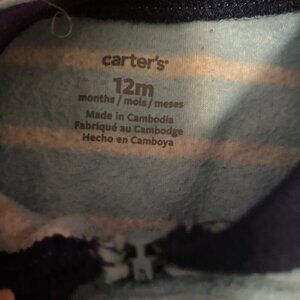 carter's®
12m
months / mois / meses
Made in Cambodia
Fabriqué au Cambodge
Hecho en Camboya